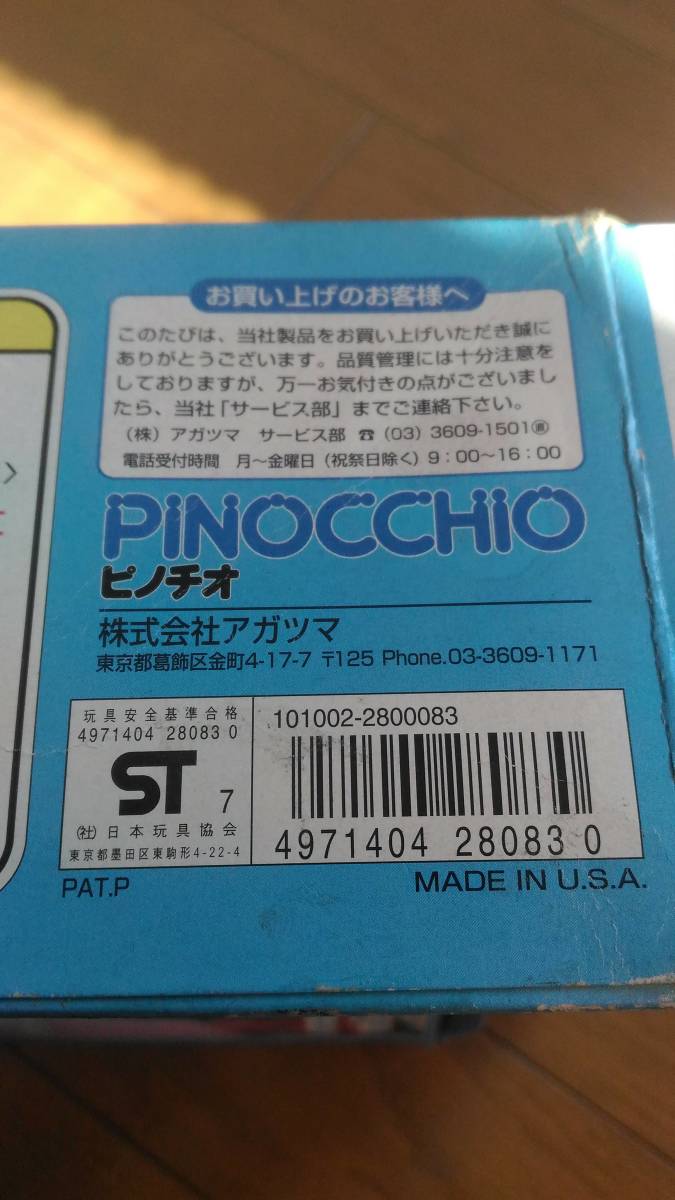 お買い上げのお客様へ
このたびは、当社製品をお買い上げいただき誠に
ありがとうございます。品質管理には十分注意を
しておりますが、万一お気付きの点がございまし
たら、当社「サービス部」までご連絡下さい。
(株) アガツマ サービス部 ☎ (03) 3609-1501㊞
電話受付時間 月～金曜日 (祝祭日除く) 9:00～16:00
PiNOCCHiO
ピノチオ
株式会社アガツマ
東京都葛飾区金町4-17-7 〒125 Phone.03-3609-1171
玩具安全基準合格
4971404 28083 0
ST 7
(社) 日本玩具協会
東京都墨田区東駒形4-22-4
101002-2800083
4971404 28083 0
PAT.P
MADE IN U.S.A.